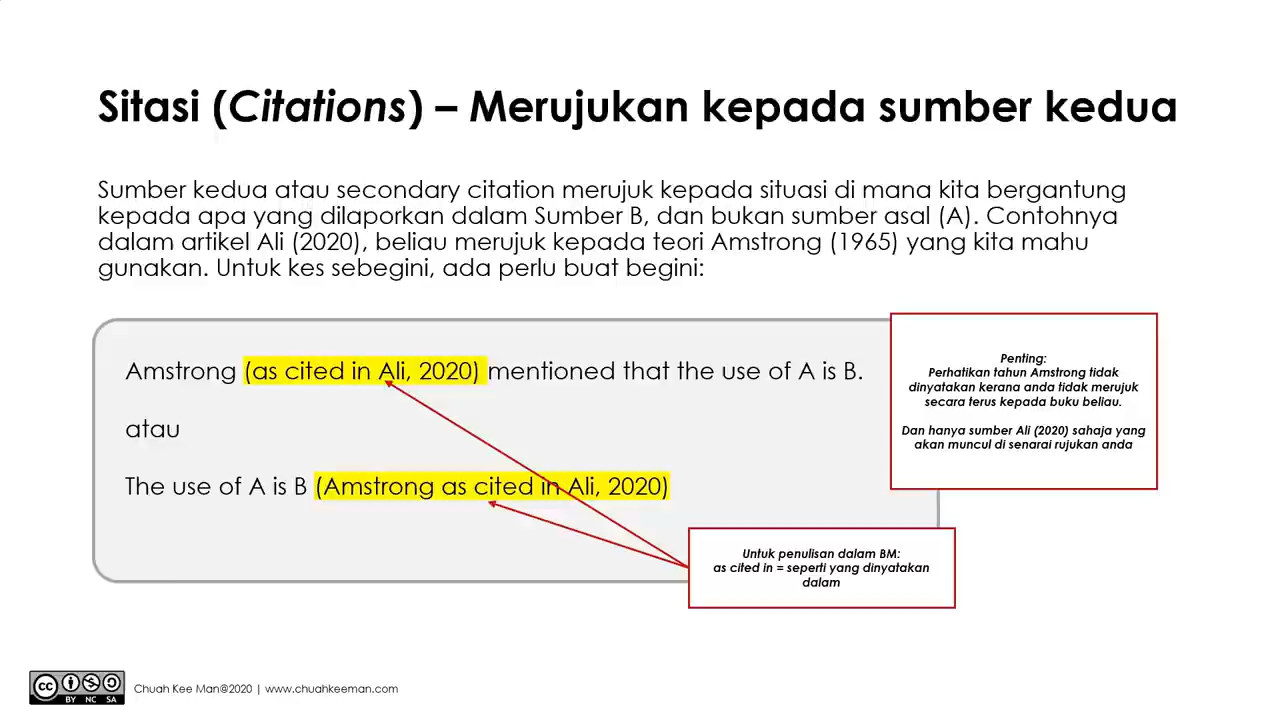 Sitasi (Citations) – Merujukan kepada sumber kedua
Sumber kedua atau secondary citation merujuk kepada situasi di mana kita bergantung
kepada apa yang dilaporkan dalam Sumber B, dan bukan sumber asal (A). Contohnya
dalam artikel Ali (2020), beliau merujuk kepada teori Amstrong (1965) yang kita mahu
gunakan. Untuk kes sebegini, ada perlu buat begini:
Amstrong (as cited in Ali, 2020) mentioned that the use of A is B.
atau
The use of A is B (Amstrong as cited in Ali, 2020)
Penting:
Perhatikan tahun Amstrong tidak
dinyatakan kerana anda tidak merujuk
secara terus kepada buku beliau.
Dan hanya sumber Ali (2020) sahaja yang
akan muncul di senarai rujukan anda
Untuk penulisan dalam BM:
as cited in = seperti yang dinyatakan
dalam
cc BY NC SA
Chuah Kee Man@2020 | www.chuahkeeman.com